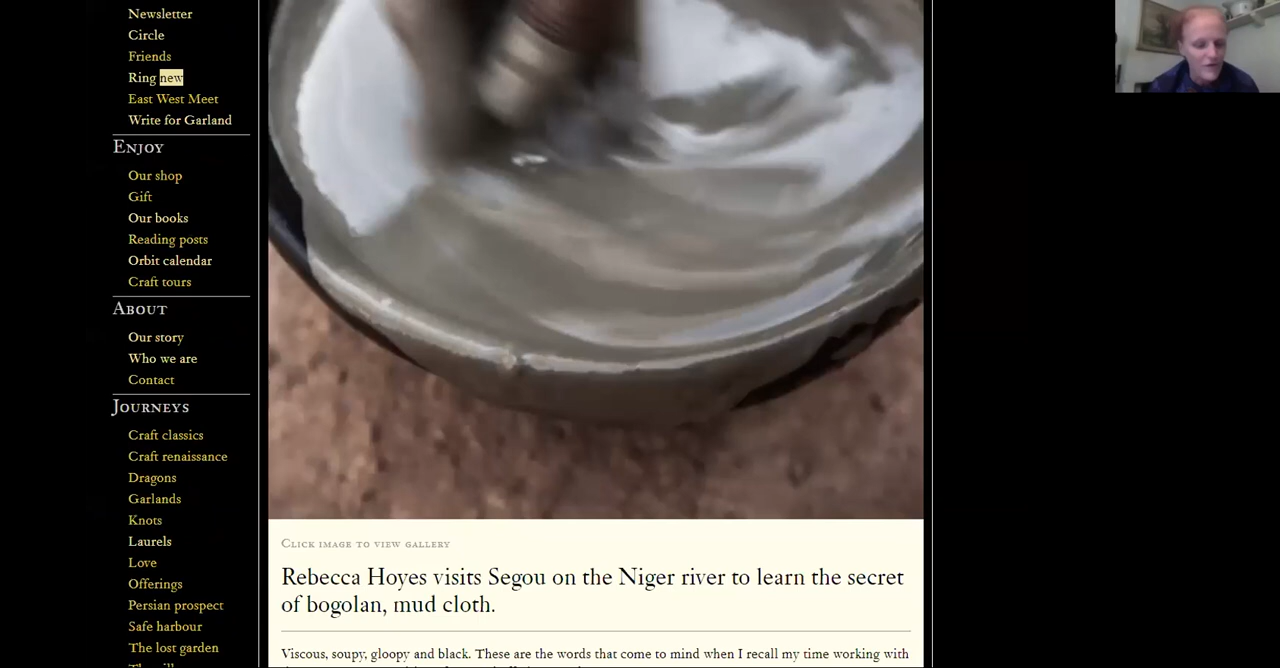 Newsletter
Circle
Friends
Ring new
East West Meet
Write for Garland
Enjoy
Our shop
Gift
Our books
Reading posts
Orbit calendar
Craft tours
About
Our story
Who we are
Contact
Journeys
Craft classics
Craft renaissance
Dragons
Garlands
Knots
Laurels
Love
Offerings
Persian prospect
Safe harbour
The lost garden
Click image to view gallery
Rebecca Hoyes visits Segou on the Niger river to learn the secret
of bogolan, mud cloth.
Viscous, soupy, gloopy and black. These are the words that come to mind when I recall my time working with